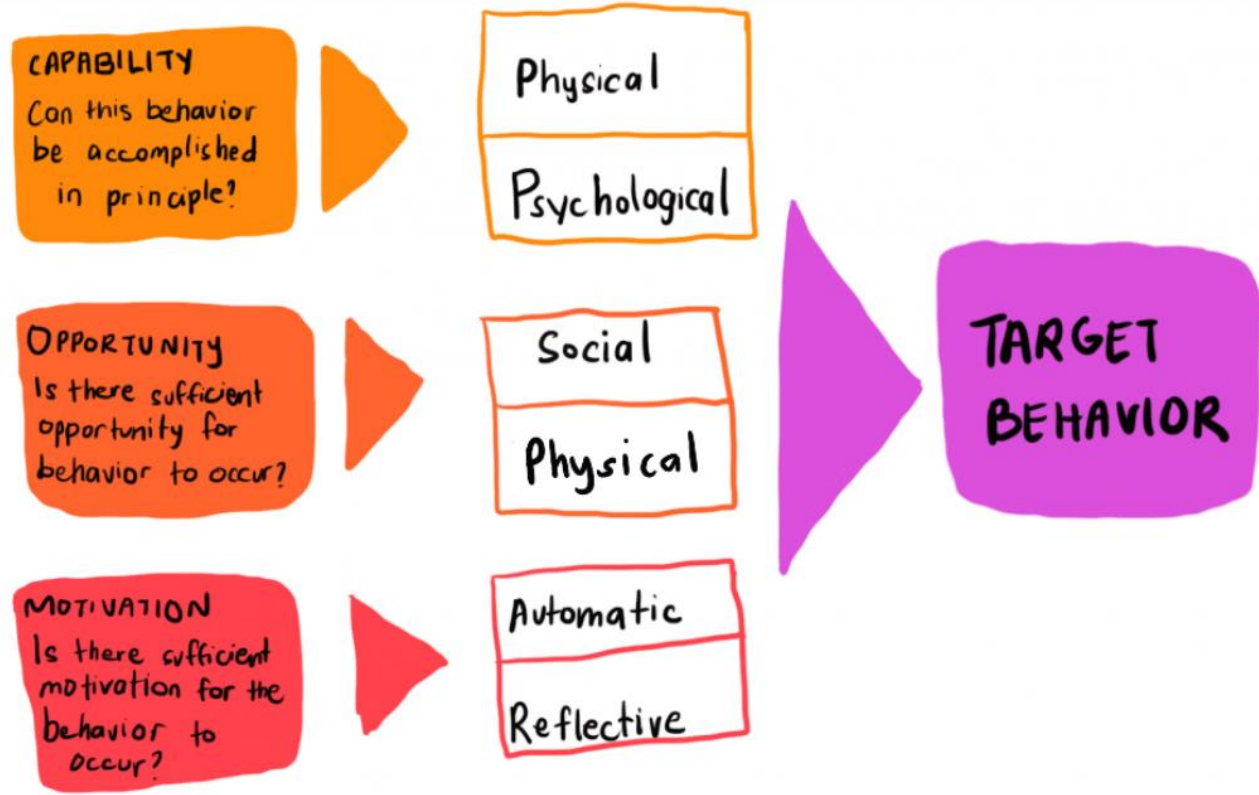 CAPABILITY
Can this behavior
be accomplished
in principle?
Physical
Psychological
OPPORTUNITY
Is there sufficient
opportunity for
behavior to occur?
Social
Physical
MOTIVATION
Is there sufficient
motivation for the
behavior to
occur?
Automatic
Reflective
TARGET
BEHAVIOR